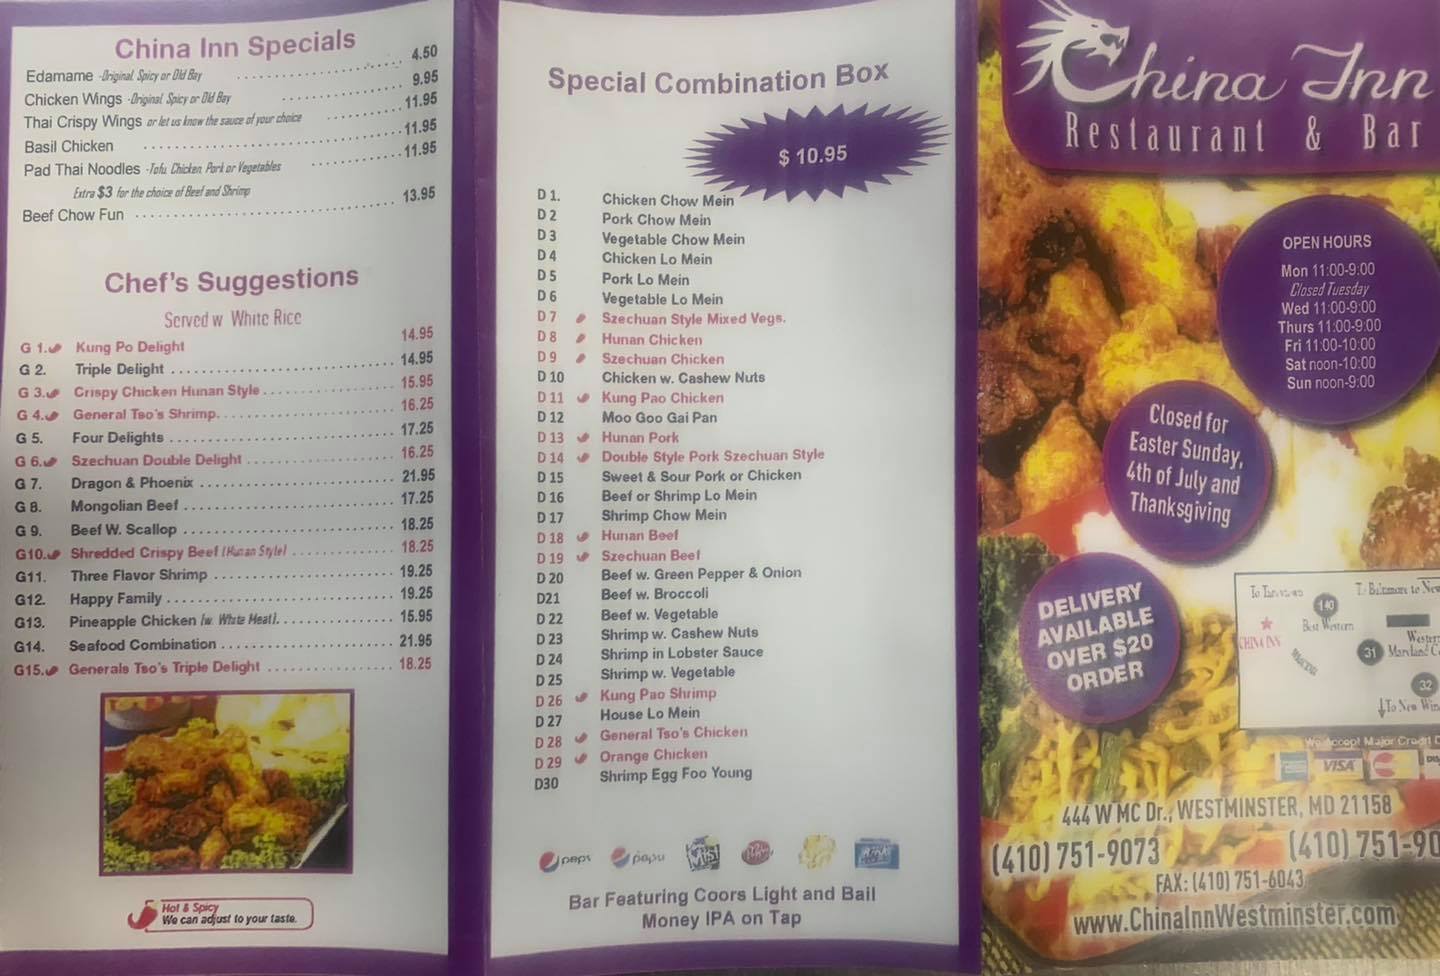 China Inn Specials
Edamame -Original, Spicy or Old Bay 4.50
Chicken Wings -Original, Spicy or Old Bay 9.95
Thai Crispy Wings or let us know the sauce of your choice 11.95
Basil Chicken 11.95
Pad Thai Noodles -Tofu, Chicken, Pork or Vegetables 11.95
Extra $3 for the choice of Beef and Shrimp
Beef Chow Fun 13.95
Chef's Suggestions
Served w White Rice
G 1. Kung Po Delight 14.95
G 2. Triple Delight 14.95
G 3. Crispy Chicken Hunan Style 15.95
G 4. General Tso's Shrimp. 16.25
G 5. Four Delights 17.25
G 6. Szechuan Double Delight 16.25
G 7. Dragon & Phoenix 21.95
G 8. Mongolian Beef 17.25
G 9. Beef W. Scallop 18.25
G10. Shredded Crispy Beef (Hunan Style) 18.25
G11. Three Flavor Shrimp 19.25
G12. Happy Family 19.25
G13. Pineapple Chicken (w. White Meat). 15.95
G14. Seafood Combination 21.95
G15. Generals Tso's Triple Delight 18.25
Hot & Spicy
We can adjust to your taste.
Special Combination Box
$ 10.95
D 1. Chicken Chow Mein
D 2 Pork Chow Mein
D 3 Vegetable Chow Mein
D 4 Chicken Lo Mein
D 5 Pork Lo Mein
D 6 Vegetable Lo Mein
D 7 Szechuan Style Mixed Vegs.
D 8 Hunan Chicken
D 9 Szechuan Chicken
D 10 Chicken w. Cashew Nuts
D 11 Kung Pao Chicken
D 12 Moo Goo Gai Pan
D 13 Hunan Pork
D 14 Double Style Pork Szechuan Style
D 15 Sweet & Sour Pork or Chicken
D 16 Beef or Shrimp Lo Mein
D 17 Shrimp Chow Mein
D 18 Hunan Beef
D 19 Szechuan Beef
D 20 Beef w. Green Pepper & Onion
D21 Beef w. Broccoli
D 22 Beef w. Vegetable
D 23 Shrimp w. Cashew Nuts
D 24 Shrimp in Lobster Sauce
D 25 Shrimp w. Vegetable
D 26 Kung Pao Shrimp
D 27 House Lo Mein
D 28 General Tso's Chicken
D 29 Orange Chicken
D30 Shrimp Egg Foo Young
pepsi
Bar Featuring Coors Light and Bail
Money IPA on Tap
China Inn
Restaurant & Bar
OPEN HOURS
Mon 11:00-9:00
Closed Tuesday
Wed 11:00-9:00
Thurs 11:00-9:00
Fri 11:00-10:00
Sat noon-10:00
Sun noon-9:00
Closed for
Easter Sunday,
4th of July and
Thanksgiving
DELIVERY
AVAILABLE
OVER $20
ORDER
140
Best Western
CHINA INN
31
32
We Accept Major Credit
VISA
444 W MC Dr., WESTMINSTER, MD 21158
(410) 751-9073 (410) 751-90
FAX: (410) 751-6043
www.ChinaInnWestminster.com